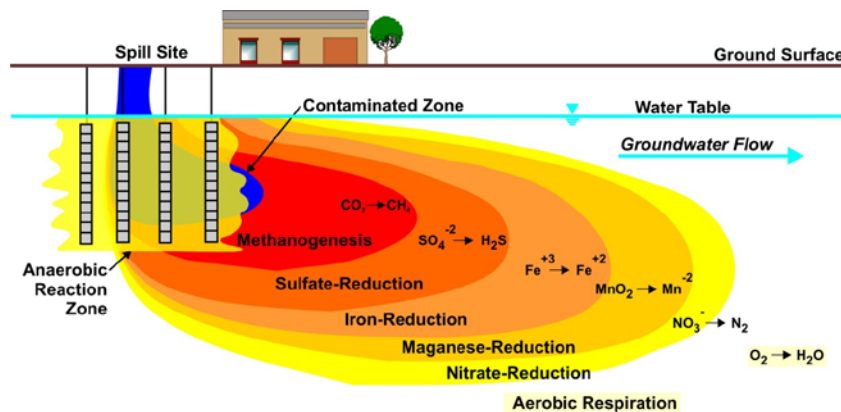 Spill Site
Ground Surface
Contaminated Zone
Water Table
Groundwater Flow
CO₂→CH₄
Methanogenesis
SO₄⁻² → H₂S
Anaerobic
Reaction
Zone
Sulfate-Reduction
Fe⁺³ → Fe⁺²
MnO₂ → Mn⁻²
Iron-Reduction
NO₃⁻ → N₂
Maganese-Reduction
O₂ → H₂O
Nitrate-Reduction
Aerobic Respiration